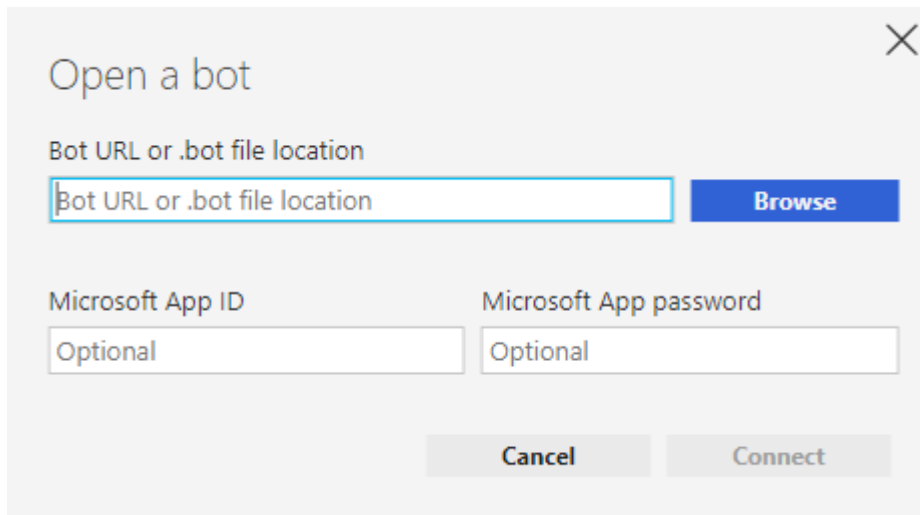 Open a bot
Bot URL or .bot file location
Bot URL or .bot file location
Browse
Microsoft App ID
Microsoft App password
Optional
Optional
Cancel
Connect